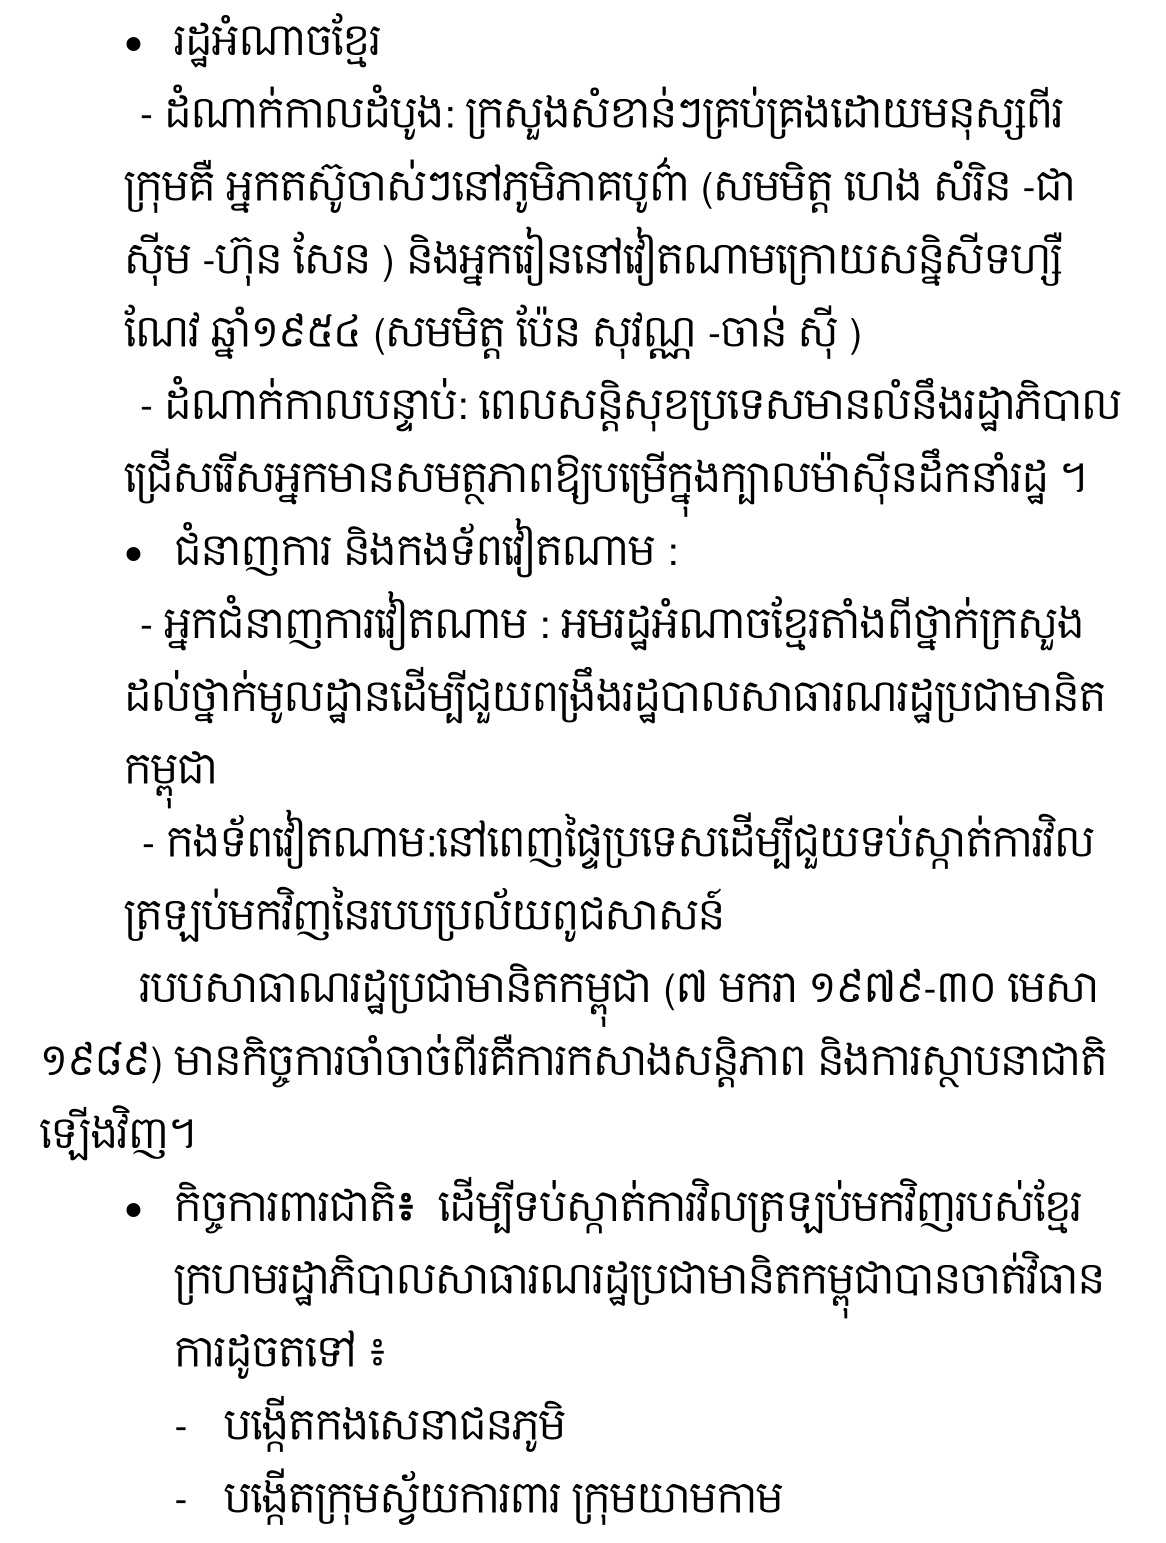 • រដ្ឋអំណាចខ្មែរ
- ដំណាក់កាលដំបូង: ក្រសួងសំខាន់ៗគ្រប់គ្រងដោយមនុស្សពីរ
ក្រុមគឺ អ្នកតស៊ូចាស់ៗនៅភូមិភាគបូព៌ា (សមមិត្ត ហេង សំរិន -ជា
ស៊ីម -ហ៊ុន សែន ) និងអ្នករៀននៅវៀតណាមក្រោយសន្និសីទហ្សឺ
ណែវ ឆ្នាំ១៩៥៤ (សមមិត្ត ប៉ែន សុវណ្ណ -ចាន់ ស៊ី )
- ដំណាក់កាលបន្ទាប់: ពេលសន្តិសុខប្រទេសមានលំនឹងរដ្ឋាភិបាល
ជ្រើសរើសអ្នកមានសមត្ថភាពឱ្យបម្រើក្នុងក្បាលម៉ាស៊ីនដឹកនាំរដ្ឋ ។
• ជំនាញការ និងកងទ័ពវៀតណាម :
- អ្នកជំនាញការវៀតណាម : អមរដ្ឋអំណាចខ្មែរតាំងពីថ្នាក់ក្រសួង
ដល់ថ្នាក់មូលដ្ឋានដើម្បីជួយពង្រឹងរដ្ឋបាលសាធារណរដ្ឋប្រជាមានិត
កម្ពុជា
- កងទ័ពវៀតណាម:នៅពេញផ្ទៃប្រទេសដើម្បីជួយទប់ស្កាត់ការវិល
ត្រឡប់មកវិញនៃរបបប្រល័យពូជសាសន៍
របបសាធាណរដ្ឋប្រជាមានិតកម្ពុជា (៧ មករា ១៩៧៩-៣០ មេសា
១៩៨៩) មានកិច្ចការចាំចាច់ពីរគឺការកសាងសន្តិភាព និងការស្ថាបនាជាតិ
ឡើងវិញ។
• កិច្ចការពារជាតិ៖ ដើម្បីទប់ស្កាត់ការវិលត្រឡប់មកវិញរបស់ខ្មែរ
ក្រហមរដ្ឋាភិបាលសាធារណរដ្ឋប្រជាមានិតកម្ពុជាបានចាត់វិធាន
ការដូចតទៅ ៖
- បង្កើតកងសេនាជនភូមិ
- បង្កើតក្រុមស្វ័យការពារ ក្រុមយាមកាម